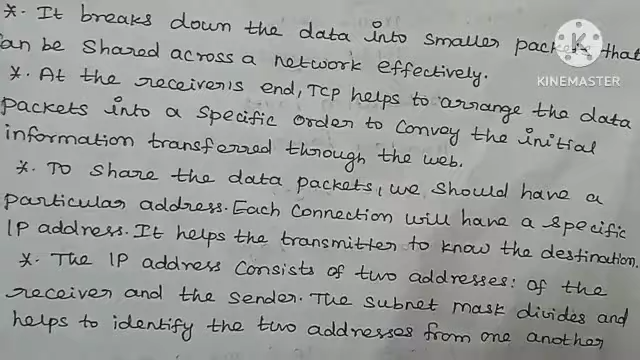 *. It breaks down the data into smaller packets that
can be shared across a network effectively.
KINEMASTER
*. At the receiver's end, TCP helps to arrange the data
packets into a specific order to convey the initial
information transferred through the web.
*. To share the data packets, we should have a
particular address. Each connection will have a specific
IP address. It helps the transmitter to know the destination.
*. The IP address consists of two addresses: of the
receiver and the sender. The subnet mask divides and
helps to identify the two addresses from one another